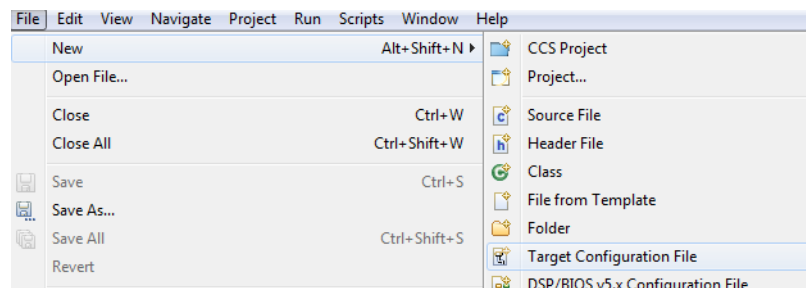 File Edit View Navigate Project Run Scripts Window Help
New Alt+Shift+N
Open File...
Close Ctrl+W
Close All Ctrl+Shift+W
Save Ctrl+S
Save As...
Save All Ctrl+Shift+S
Revert
CCS Project
Project...
Source File
Header File
Class
File from Template
Folder
Target Configuration File
DSP/BIOS v5.x Configuration File